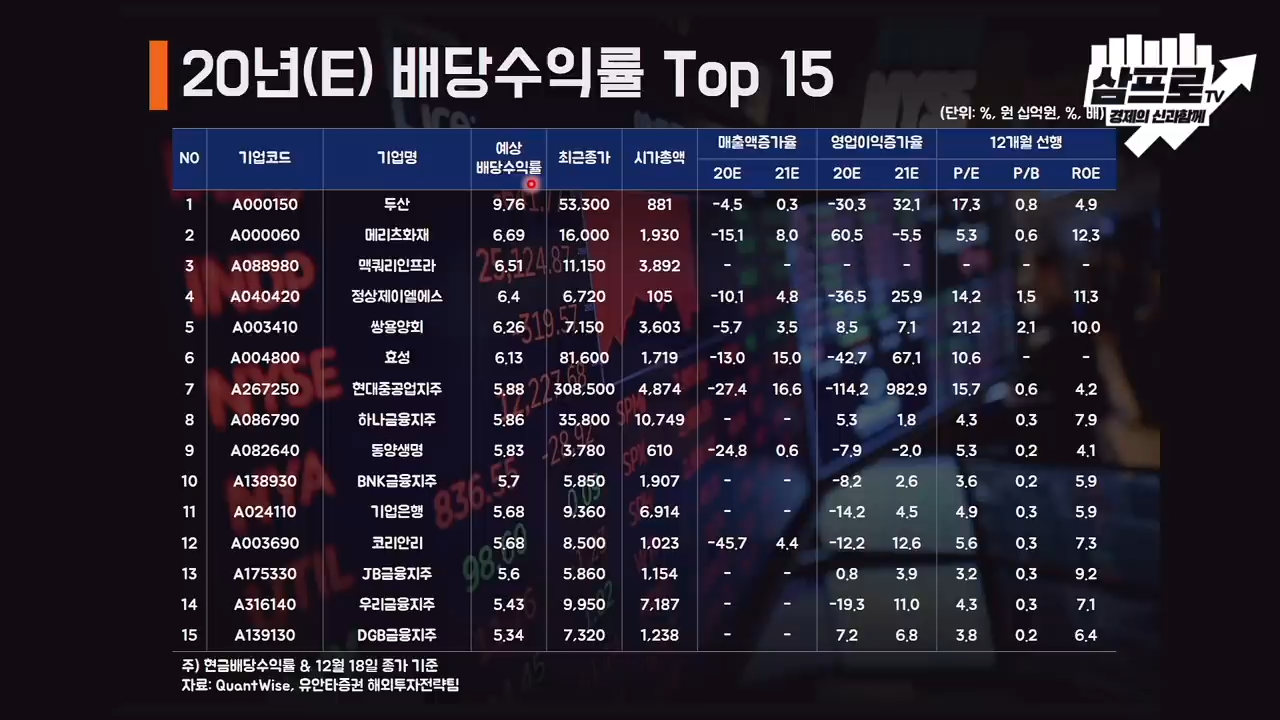 20년(E) 배당수익률 Top 15
삼프로TV
경제의 신과함께
(단위: %, 원 십억원, %, 배)
NO 기업코드 기업명 예상 배당수익률 최근종가 시가총액 매출액증가율 영업이익증가율 12개월 선행
20E 21E 20E 21E P/E P/B ROE
1 A000150 두산 9.76 53,300 881 -4.5 0.3 -30.3 32.1 17.3 0.8 4.9
2 A000060 메리츠화재 6.69 16,000 1,930 -15.1 8.0 60.5 -5.5 5.3 0.6 12.3
3 A088980 맥쿼리인프라 6.51 11,150 3,892 - - - - - - -
4 A040420 정상제이엘에스 6.4 6,720 105 -10.1 4.8 -36.5 25.9 14.2 1.5 11.3
5 A003410 쌍용양회 6.26 7,150 3,603 -5.7 3.5 8.5 7.1 21.2 2.1 10.0
6 A004800 효성 6.13 81,600 1,719 -13.0 15.0 -42.7 67.1 10.6 - -
7 A267250 현대중공업지주 5.88 308,500 4,874 -27.4 16.6 -114.2 982.9 15.7 0.6 4.2
8 A086790 하나금융지주 5.86 35,800 10,749 - - 5.3 1.8 4.3 0.3 7.9
9 A082640 동양생명 5.83 3,780 610 -24.8 0.6 -7.9 -2.0 5.3 0.2 4.1
10 A138930 BNK금융지주 5.7 5,850 1,907 - - -8.2 2.6 3.6 0.2 5.9
11 A024110 기업은행 5.68 9,360 6,914 - - -14.2 4.5 4.9 0.3 5.9
12 A003690 코리안리 5.68 8,500 1,023 -45.7 4.4 -12.2 12.6 5.6 0.3 7.3
13 A175330 JB금융지주 5.6 5,860 1,154 - - 0.8 3.9 3.2 0.3 9.2
14 A316140 우리금융지주 5.43 9,950 7,187 - - -19.3 11.0 4.3 0.3 7.1
15 A139130 DGB금융지주 5.34 7,320 1,238 - - 7.2 6.8 3.8 0.2 6.4
주) 현금배당수익률 & 12월 18일 종가 기준
자료: QuantWise, 유안타증권 해외투자전략팀